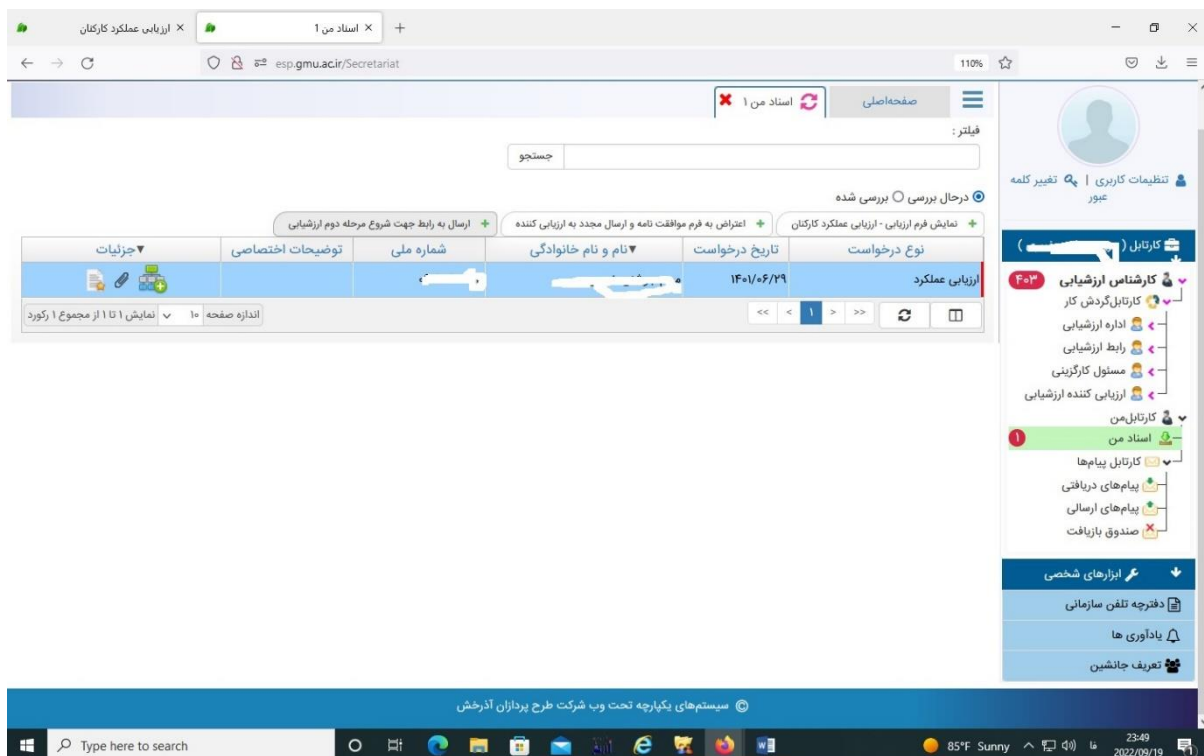 ارزیابی عملکرد کارکنان
اسناد من 1
esp.gmu.ac.ir/Secretariat
110%
صفحه‌اصلی
اسناد من ۱
فیلتر :
جستجو
درحال بررسی
بررسی شده
نمایش فرم ارزیابی - ارزیابی عملکرد کارکنان
اعتراض به فرم موافقت نامه و ارسال مجدد به ارزیابی کننده
ارسال به رابط جهت شروع مرحله دوم ارزشیابی
نوع درخواست
تاریخ درخواست
نام و نام خانوادگی
شماره ملی
توضیحات اختصاصی
جزئیات
ارزیابی عملکرد
۱۴۰۱/۰۶/۲۹
<< < ۱ > >>
اندازه صفحه ۱۰
نمایش ۱ تا ۱ از مجموع ۱ رکورد
تنظیمات کاربری | تغییر کلمه
عبور
کارتابل (
)
کارشناس ارزشیابی ۴۰۳
کارتابل‌گردش کار
اداره ارزشیابی
رابط ارزشیابی
مسئول کارگزینی
ارزیابی کننده ارزشیابی
کارتابل‌من
اسناد من ۱
کارتابل پیام‌ها
پیام‌های دریافتی
پیام‌های ارسالی
صندوق بازیافت
ابزارهای شخصی
دفترچه تلفن سازمانی
یادآوری ها
تعریف جانشین
© سیستم‌های یکپارچه تحت وب شرکت طرح پردازان آذرخش
Type here to search
85°F Sunny
فا
23:49
2022/09/19